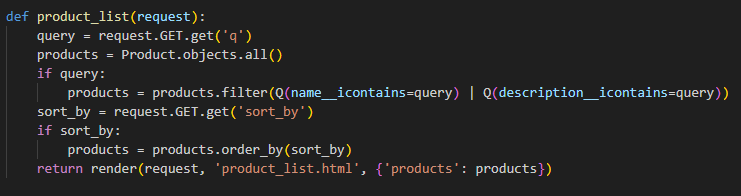 def product_list(request):
    query = request.GET.get('q')
    products = Product.objects.all()
    if query:
        products = products.filter(Q(name__icontains=query) | Q(description__icontains=query))
    sort_by = request.GET.get('sort_by')
    if sort_by:
        products = products.order_by(sort_by)
    return render(request, 'product_list.html', {'products': products})